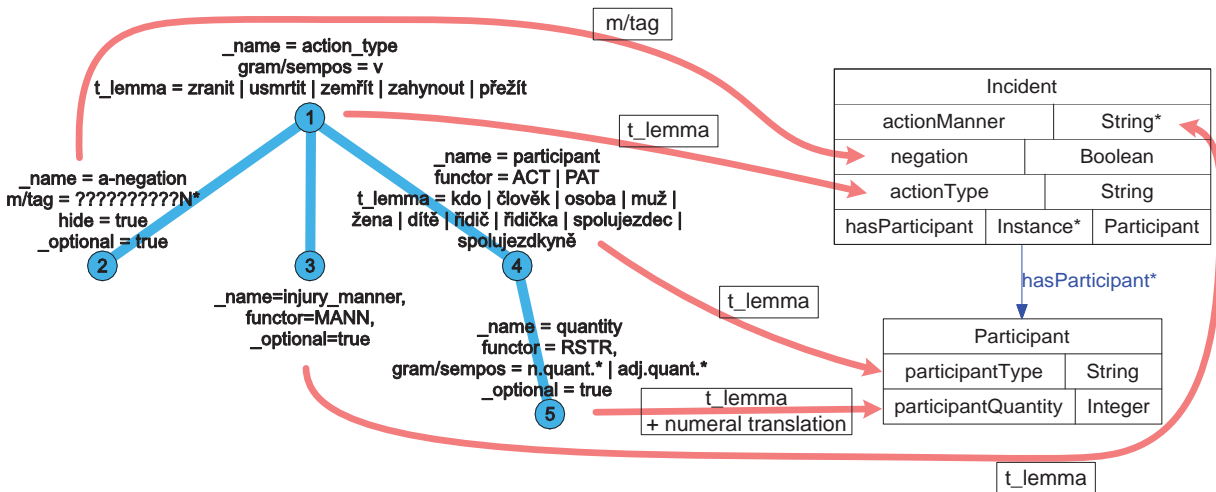 m/tag
_name = action_type
gram/sempos = v
t_lemma = zranit | usmrtit | zemřít | zahynout | přežít
1
t_lemma
_name = a-negation
m/tag = ??????????N*
hide = true
_optional = true
2
_name = participant
functor = ACT | PAT
t_lemma = kdo | člověk | osoba | muž |
žena | dítě | řidič | řidička | spolujezdec |
spolujezdkyně
3
4
_name=injury_manner,
functor=MANN,
_optional=true
t_lemma
_name = quantity
functor = RSTR,
gram/sempos = n.quant.* | adj.quant.*
_optional = true
5
t_lemma
+ numeral translation
t_lemma
Incident
actionManner String*
negation Boolean
actionType String
hasParticipant Instance* Participant
hasParticipant*
Participant
participantType String
participantQuantity Integer